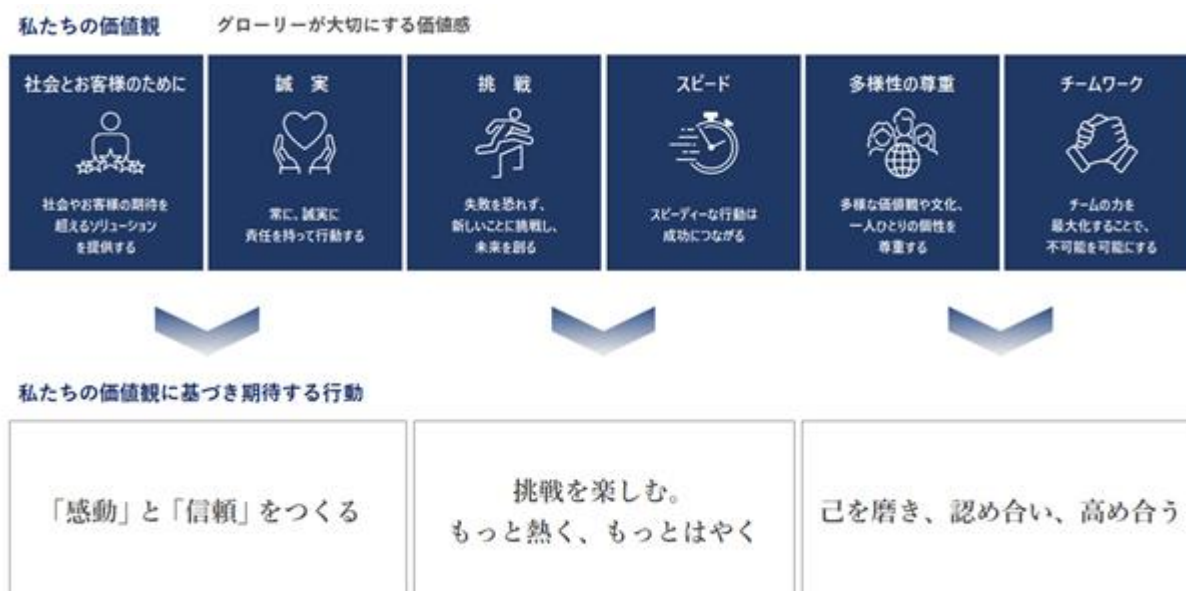 私たちの価値観 グローリーが大切にする価値感
社会とお客様のために
社会やお客様の期待を
超えるソリューション
を提供する
誠 実
常に、誠実に
責任を持って行動する
挑 戦
失敗を恐れず、
新しいことに挑戦し、
未来を創る
スピード
スピーディーな行動は
成功につながる
多様性の尊重
多様な価値観や文化、
一人ひとりの個性を
尊重する
チームワーク
チームの力を
最大化することで、
不可能を可能にする
私たちの価値観に基づき期待する行動
「感動」と「信頼」をつくる
挑戦を楽しむ。
もっと熱く、もっとはやく
己を磨き、認め合い、高め合う